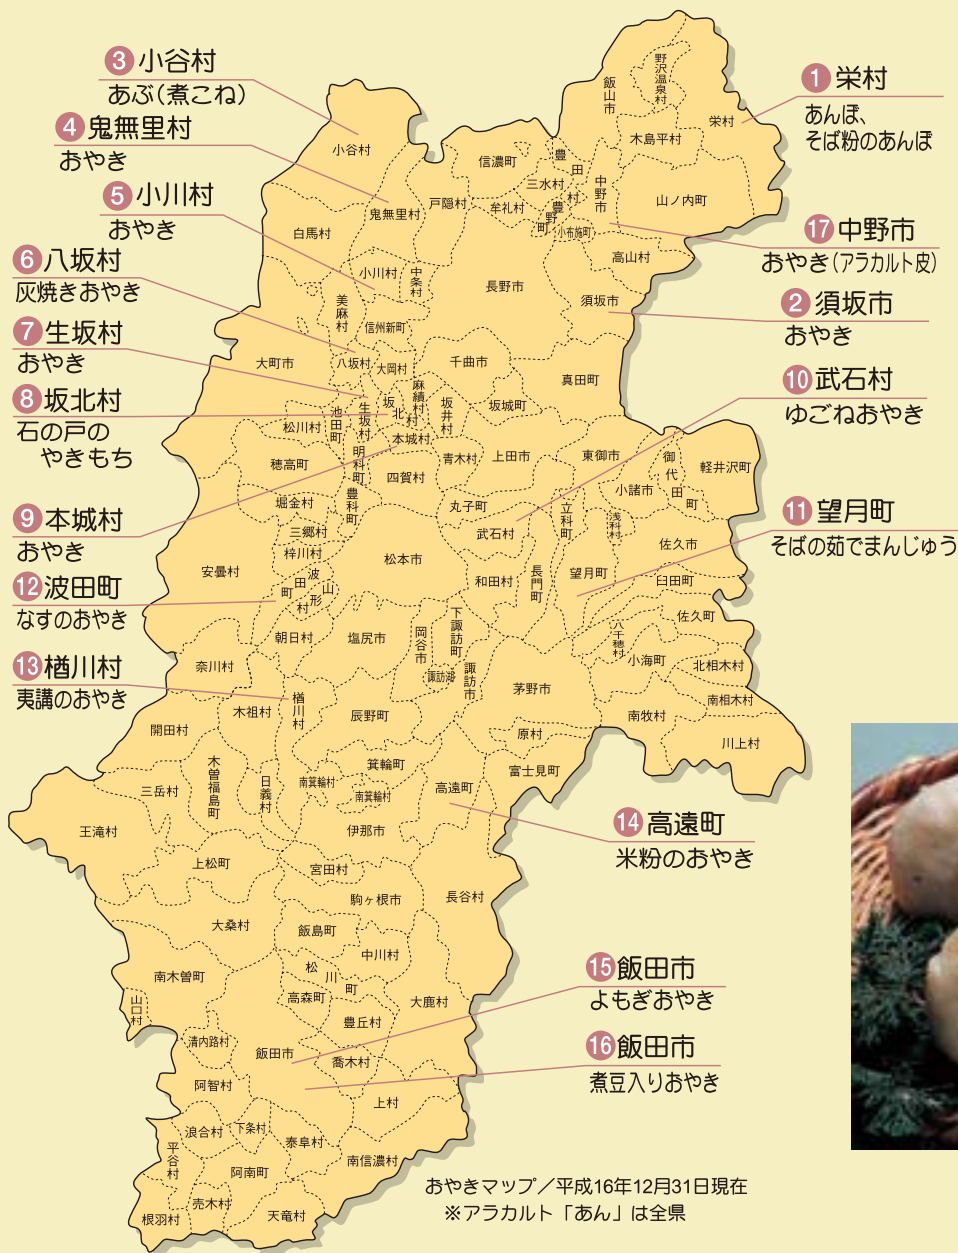 ③小谷村
あぶ（煮こね）
④鬼無里村
おやき
⑤小川村
おやき
⑥八坂村
灰焼きおやき
⑦生坂村
おやき
⑧坂北村
石の戸の
やきもち
⑨本城村
おやき
⑫波田町
なすのおやき
⑬楢川村
夷講のおやき
①栄村
あんぼ、
そば粉のあんぼ
⑰中野市
おやき（アラカルト皮）
②須坂市
おやき
⑩武石村
ゆごねおやき
⑪望月町
そばの茹でまんじゅう
⑭高遠町
米粉のおやき
⑮飯田市
よもぎおやき
⑯飯田市
煮豆入りおやき
野沢温泉村
飯山市
栄村
木島平村
小谷村
信濃町
豊田村
三水村
中野市
山ノ内町
牟礼村
豊野町
小布施町
戸隠村
鬼無里村
白馬村
高山村
小川村
中条村
長野市
須坂市
美麻村
信州新町
大町市
八坂村
大岡村
千曲市
真田町
麻績村
坂井村
坂城町
生坂村
坂北村
池田町
松川村
本城村
明科町
穂高町
四賀村
青木村
上田市
東御市
御代田町
軽井沢町
小諸市
豊科町
堀金村
丸子町
立科町
浅科村
三郷村
武石村
佐久市
梓川村
松本市
安曇村
和田村
長門町
望月町
臼田町
波田町
山形村
下諏訪町
佐久町
朝日村
塩尻市
岡谷市
八千穂村
奈川村
諏訪湖
諏訪市
茅野市
小海町
北相木村
南相木村
木祖村
楢川村
辰野町
南牧村
開田村
原村
川上村
箕輪町
富士見町
木曽福島町
日義村
南箕輪村
南箕輪村
高遠町
三岳村
王滝村
伊那市
上松町
宮田村
駒ヶ根市
長谷村
大桑村
飯島町
中川村
南木曽町
松川町
高森町
大鹿村
山口村
豊丘村
清内路村
飯田市
喬木村
阿智村
上村
浪合村
下条村
泰阜村
平谷村
阿南町
南信濃村
売木村
根羽村
天竜村
おやきマップ／平成16年12月31日現在
※アラカルト「あん」は全県